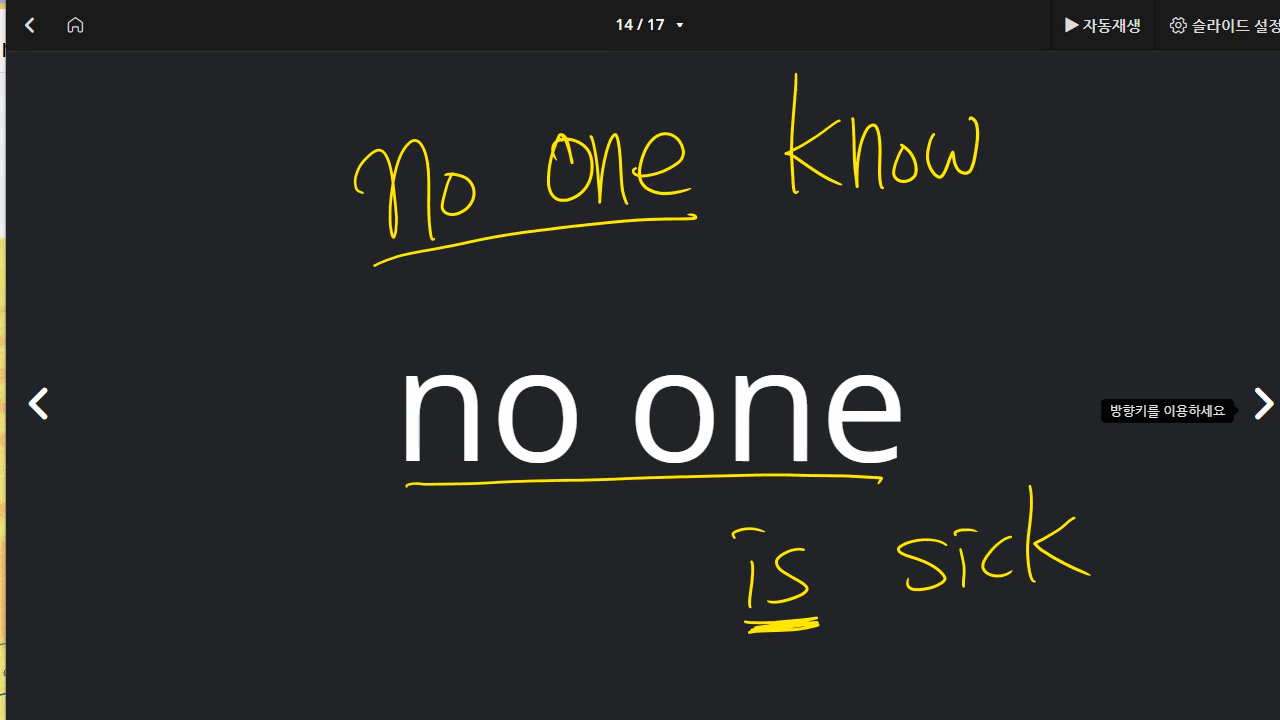 14 / 17
자동재생
슬라이드 설정
no one know
no one
방향키를 이용하세요
is sick